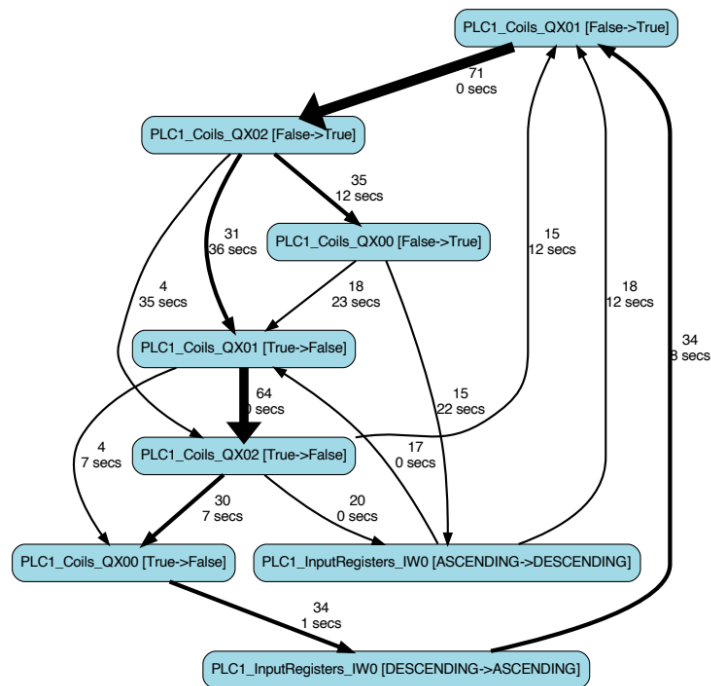 PLC1_Coils_QX01 [False->True]
71
0 secs
PLC1_Coils_QX02 [False->True]
35
12 secs
PLC1_Coils_QX00 [False->True]
31
36 secs
15
12 secs
4
35 secs
18
23 secs
18
12 secs
34
8 secs
PLC1_Coils_QX01 [True->False]
64
0 secs
15
22 secs
4
7 secs
17
0 secs
PLC1_Coils_QX02 [True->False]
30
7 secs
20
0 secs
PLC1_Coils_QX00 [True->False]
PLC1_InputRegisters_IW0 [ASCENDING->DESCENDING]
34
1 secs
PLC1_InputRegisters_IW0 [DESCENDING->ASCENDING]